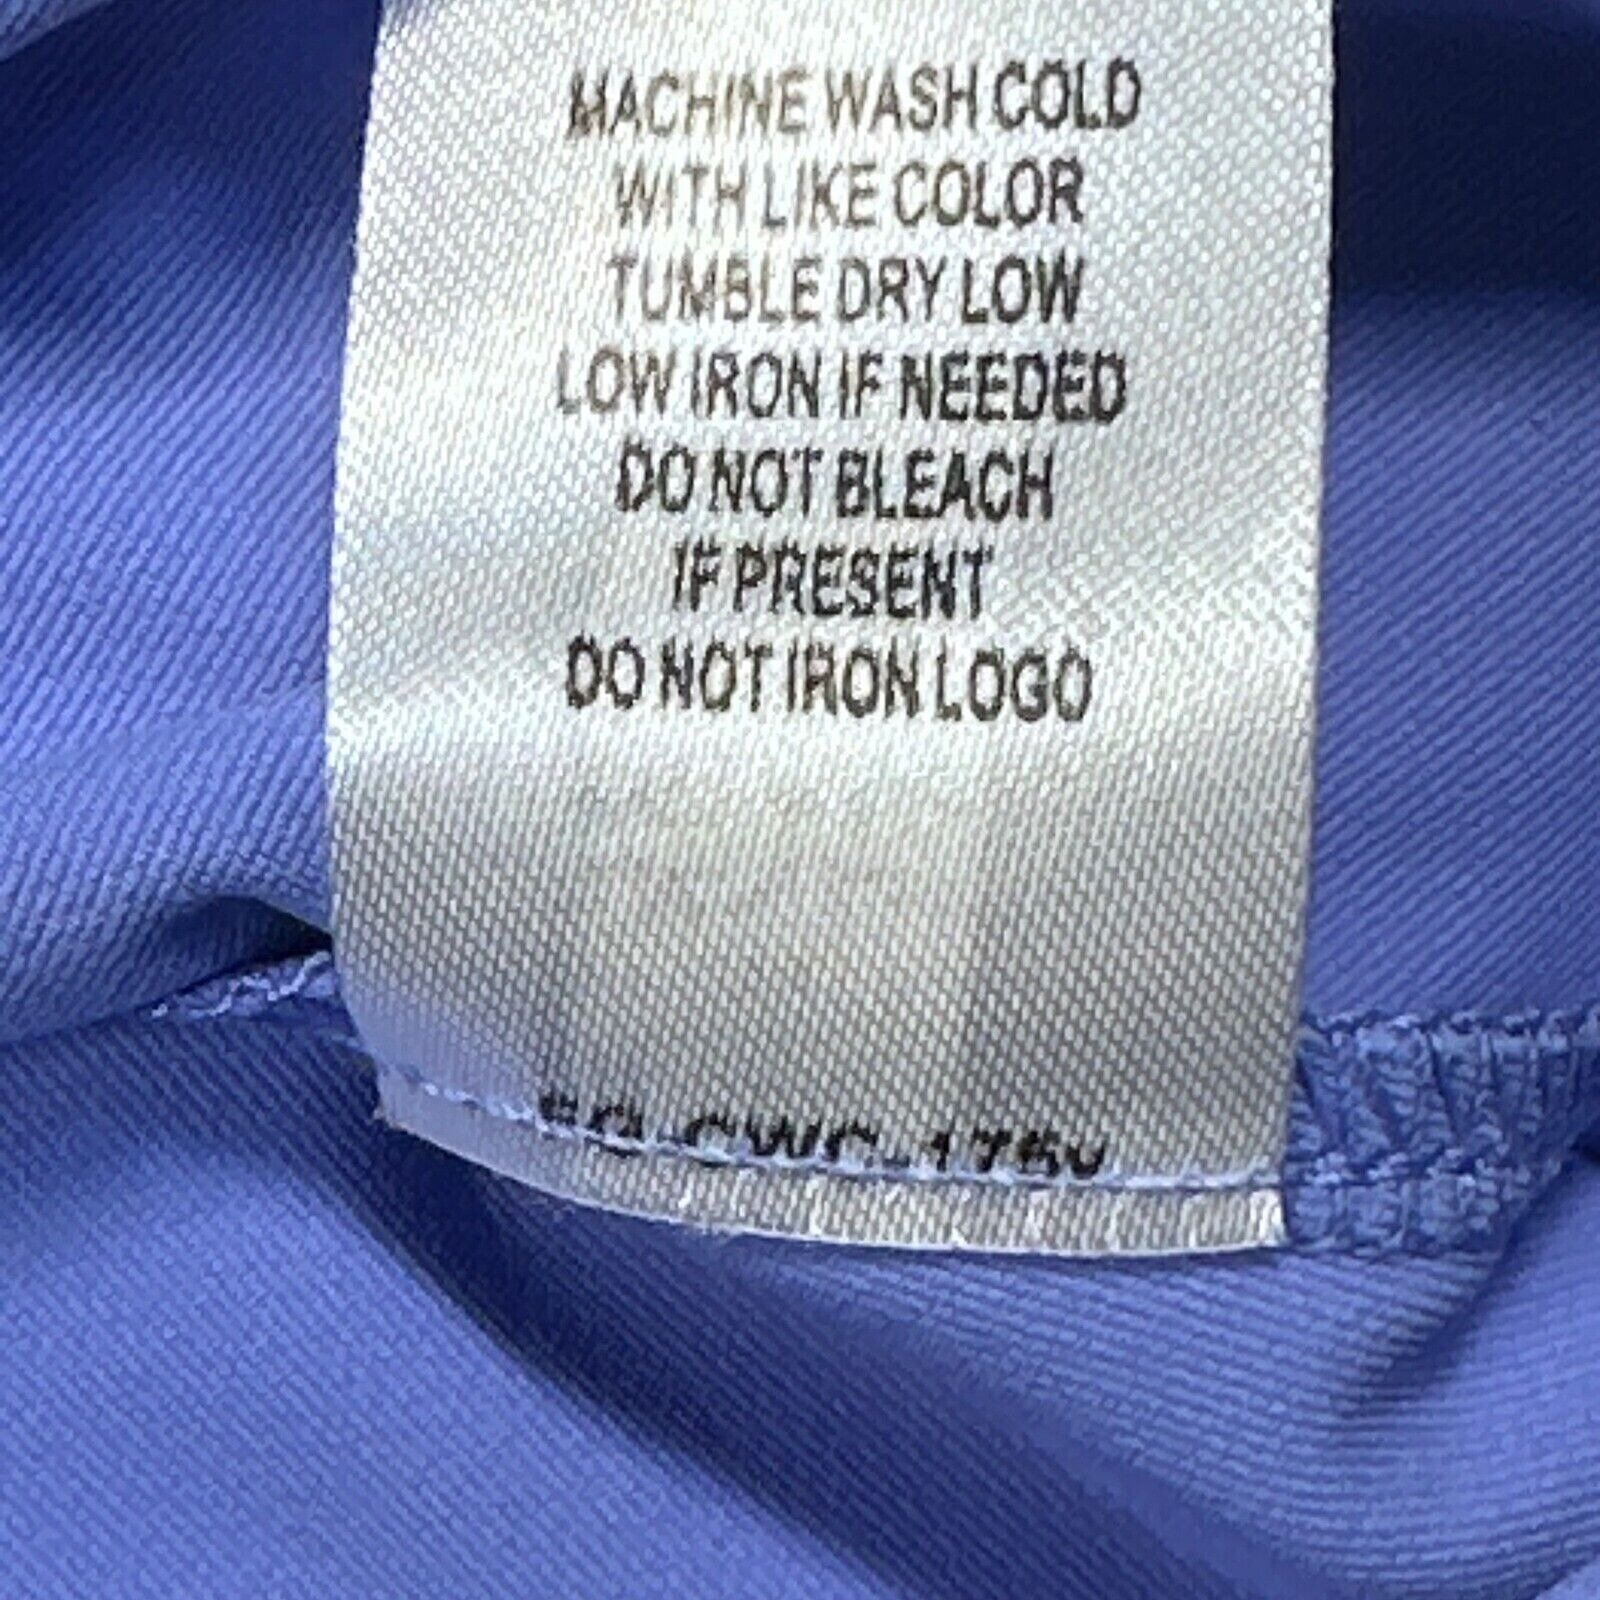 MACHINE WASH COLD
WITH LIKE COLOR
TUMBLE DRY LOW
LOW IRON IF NEEDED
DO NOT BLEACH
IF PRESENT
DO NOT IRON LOGO